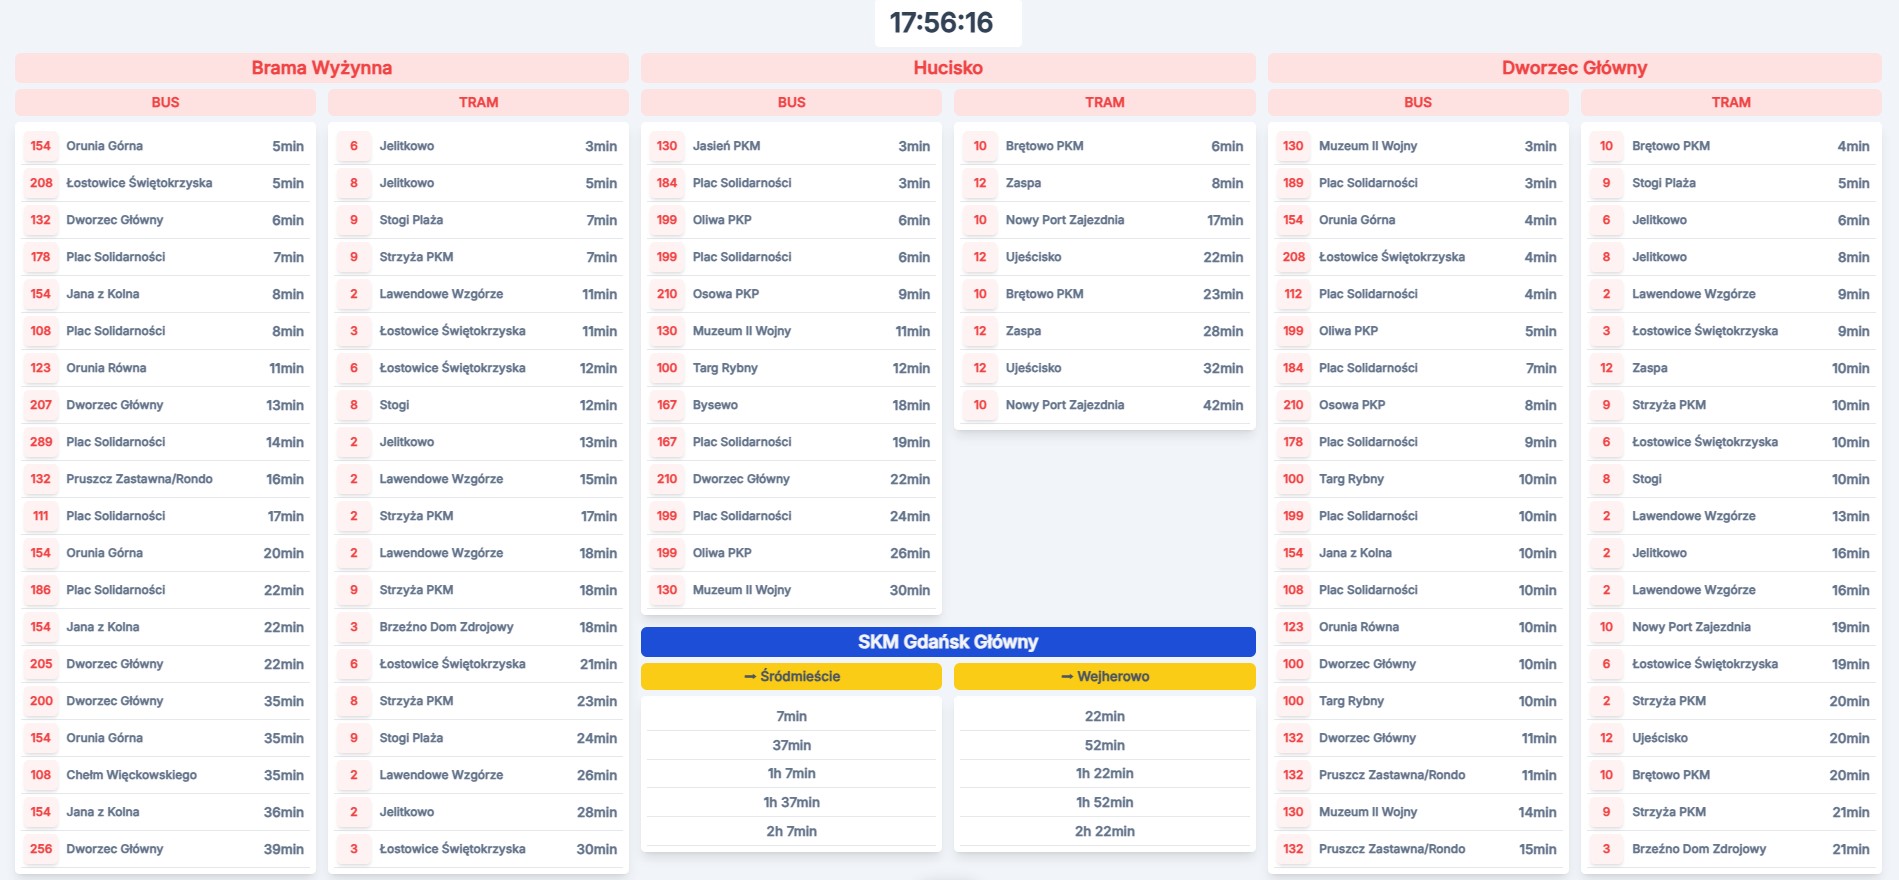 17:56:16
Brama Wyżynna
BUS
154 Orunia Górna 5min
208 Łostowice Świętokrzyska 5min
132 Dworzec Główny 6min
178 Plac Solidarności 7min
154 Jana z Kolna 8min
108 Plac Solidarności 8min
123 Orunia Równa 11min
207 Dworzec Główny 13min
289 Plac Solidarności 14min
132 Pruszcz Zastawna/Rondo 16min
111 Plac Solidarności 17min
154 Orunia Górna 20min
186 Plac Solidarności 22min
154 Jana z Kolna 22min
205 Dworzec Główny 22min
200 Dworzec Główny 35min
154 Orunia Górna 35min
108 Chełm Więckowskiego 35min
154 Jana z Kolna 36min
256 Dworzec Główny 39min
TRAM
6 Jelitkowo 3min
8 Jelitkowo 5min
9 Stogi Plaża 7min
9 Strzyża PKM 7min
2 Lawendowe Wzgórze 11min
3 Łostowice Świętokrzyska 11min
6 Łostowice Świętokrzyska 12min
8 Stogi 12min
2 Jelitkowo 13min
2 Lawendowe Wzgórze 15min
2 Strzyża PKM 17min
2 Lawendowe Wzgórze 18min
9 Strzyża PKM 18min
3 Brzeźno Dom Zdrojowy 18min
6 Łostowice Świętokrzyska 21min
8 Strzyża PKM 23min
9 Stogi Plaża 24min
2 Lawendowe Wzgórze 26min
2 Jelitkowo 28min
3 Łostowice Świętokrzyska 30min
Hucisko
BUS
130 Jasień PKM 3min
184 Plac Solidarności 3min
199 Oliwa PKP 6min
199 Plac Solidarności 6min
210 Osowa PKP 9min
130 Muzeum II Wojny 11min
100 Targ Rybny 12min
167 Bysewo 18min
167 Plac Solidarności 19min
210 Dworzec Główny 22min
199 Plac Solidarności 24min
199 Oliwa PKP 26min
130 Muzeum II Wojny 30min
TRAM
10 Brętowo PKM 6min
12 Zaspa 8min
10 Nowy Port Zajezdnia 17min
12 Ujeścisko 22min
10 Brętowo PKM 23min
12 Zaspa 28min
12 Ujeścisko 32min
10 Nowy Port Zajezdnia 42min
SKM Gdańsk Główny
➞ Śródmieście
7min
37min
1h 7min
1h 37min
2h 7min
➞ Wejherowo
22min
52min
1h 22min
1h 52min
2h 22min
Dworzec Główny
BUS
130 Muzeum II Wojny 3min
189 Plac Solidarności 3min
154 Orunia Górna 4min
208 Łostowice Świętokrzyska 4min
112 Plac Solidarności 4min
199 Oliwa PKP 5min
184 Plac Solidarności 7min
210 Osowa PKP 8min
178 Plac Solidarności 9min
100 Targ Rybny 10min
199 Plac Solidarności 10min
154 Jana z Kolna 10min
108 Plac Solidarności 10min
123 Orunia Równa 10min
100 Dworzec Główny 10min
100 Targ Rybny 10min
132 Dworzec Główny 11min
132 Pruszcz Zastawna/Rondo 11min
130 Muzeum II Wojny 14min
132 Pruszcz Zastawna/Rondo 15min
TRAM
10 Brętowo PKM 4min
9 Stogi Plaża 5min
6 Jelitkowo 6min
8 Jelitkowo 8min
2 Lawendowe Wzgórze 9min
3 Łostowice Świętokrzyska 9min
12 Zaspa 10min
9 Strzyża PKM 10min
6 Łostowice Świętokrzyska 10min
8 Stogi 10min
2 Lawendowe Wzgórze 13min
2 Jelitkowo 16min
2 Lawendowe Wzgórze 16min
10 Nowy Port Zajezdnia 19min
6 Łostowice Świętokrzyska 19min
2 Strzyża PKM 20min
12 Ujeścisko 20min
10 Brętowo PKM 20min
9 Strzyża PKM 21min
3 Brzeźno Dom Zdrojowy 21min